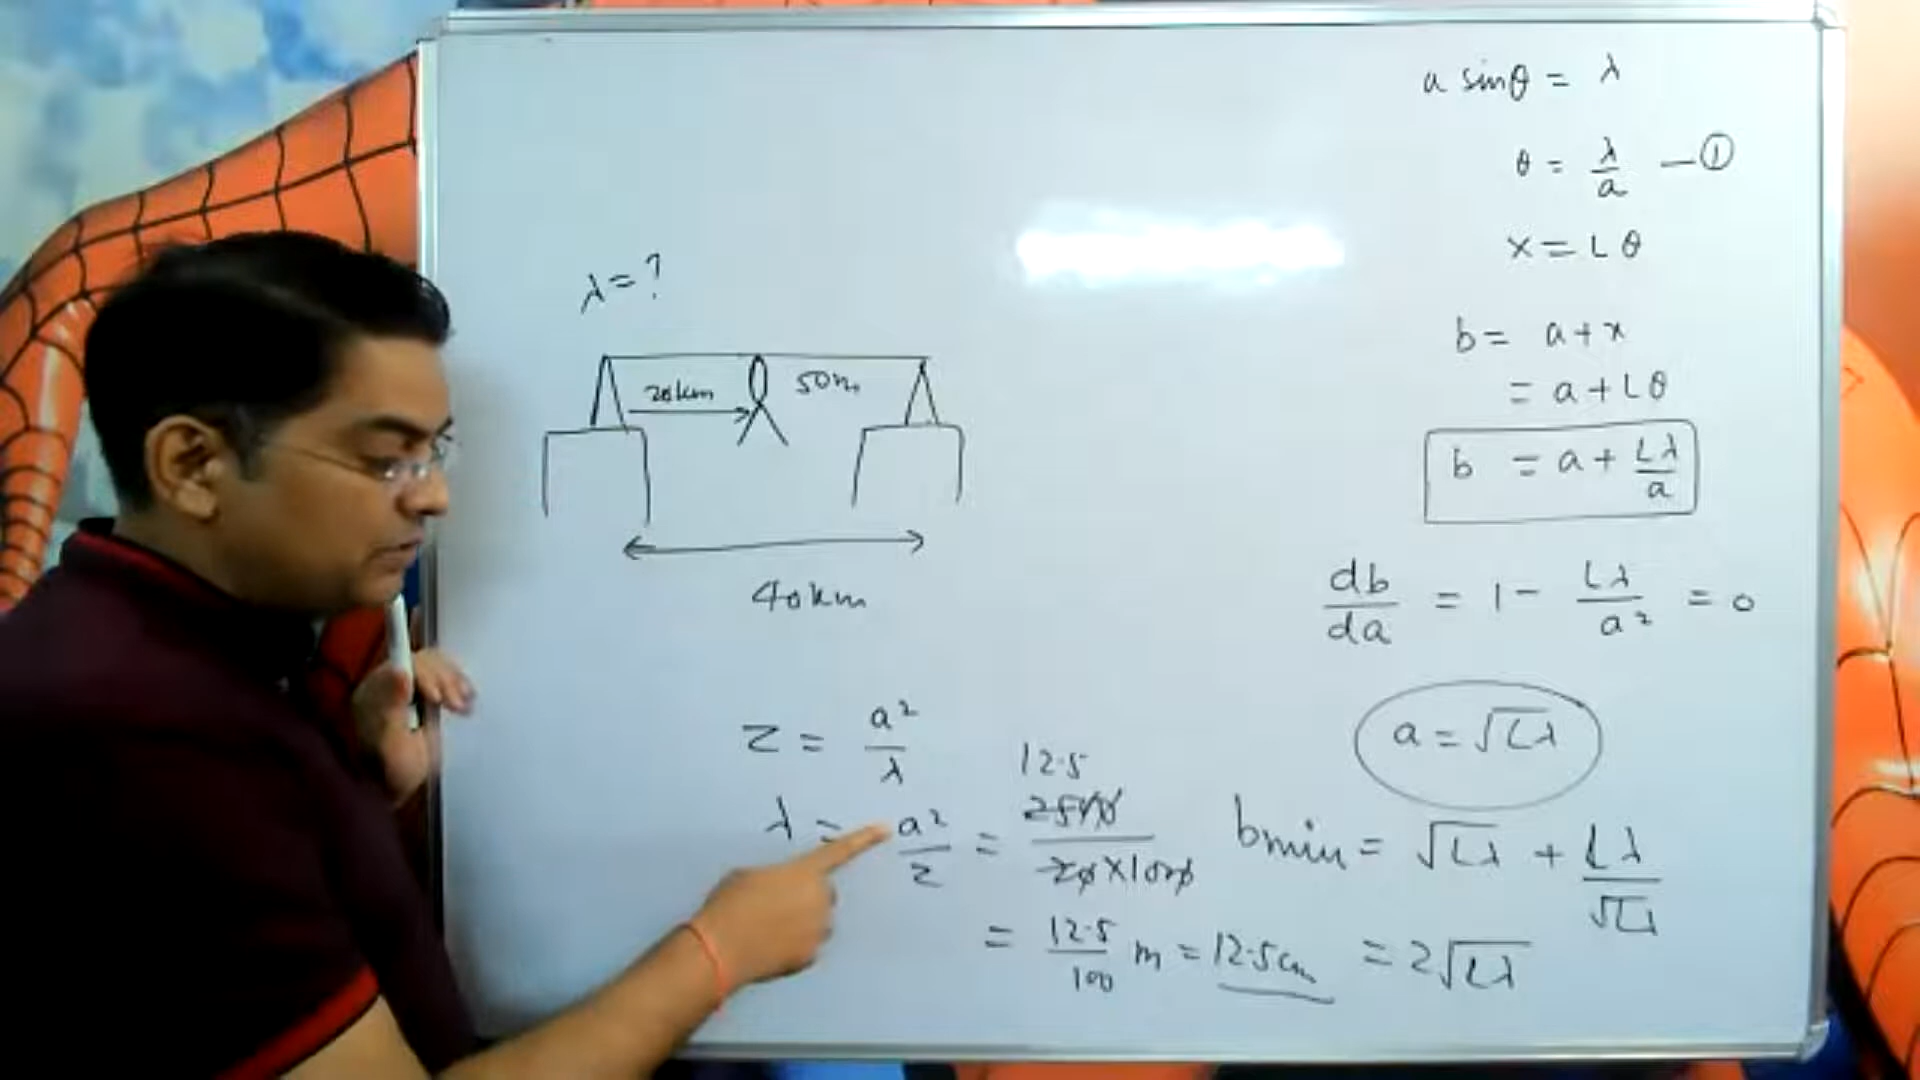 λ = ?
20km
50m
40km
Z = a²/λ
λ = a²/Z = 2500/20×1000
12.5
= 12.5/100 m = 12.5cm
a sinθ = λ
θ = λ/a —①
x = Lθ
b = a + x
= a + Lθ
b = a + Lλ/a
db/da = 1 - Lλ/a² = 0
a = √Lλ
bmin = √Lλ + Lλ/√Lλ
= 2√Lλ